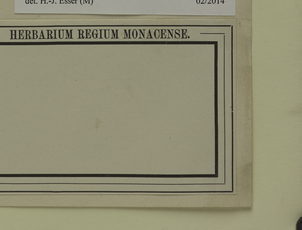 det. H.-J. Esser (M) 02/2014
HERBARIUM REGIUM MONACENSE.